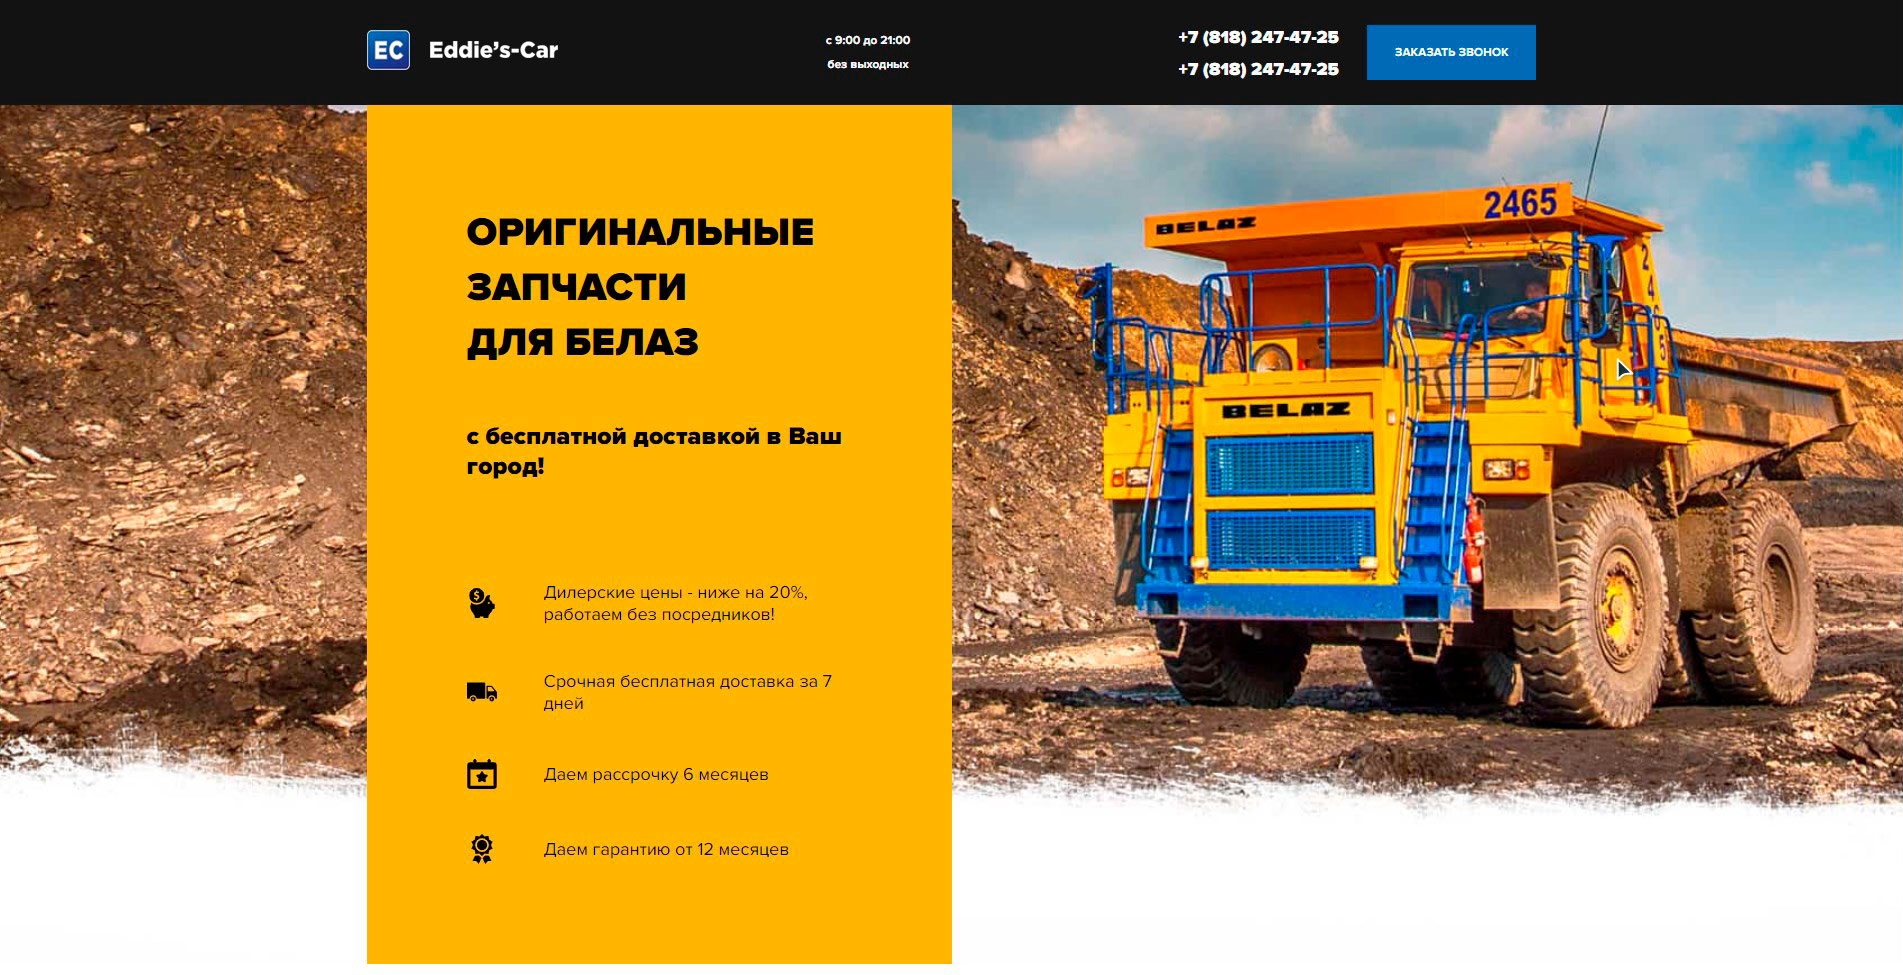 EC Eddie’s-Car
с 9:00 до 21:00
без выходных
+7 (818) 247-47-25
+7 (818) 247-47-25
ЗАКАЗАТЬ ЗВОНОК
ОРИГИНАЛЬНЫЕ
ЗАПЧАСТИ
ДЛЯ БЕЛАЗ
с бесплатной доставкой в Ваш
город!
Дилерские цены - ниже на 20%,
работаем без посредников!
Срочная бесплатная доставка за 7
дней
Даем рассрочку 6 месяцев
Даем гарантию от 12 месяцев
BELAZ
2465
2465
BELAZ